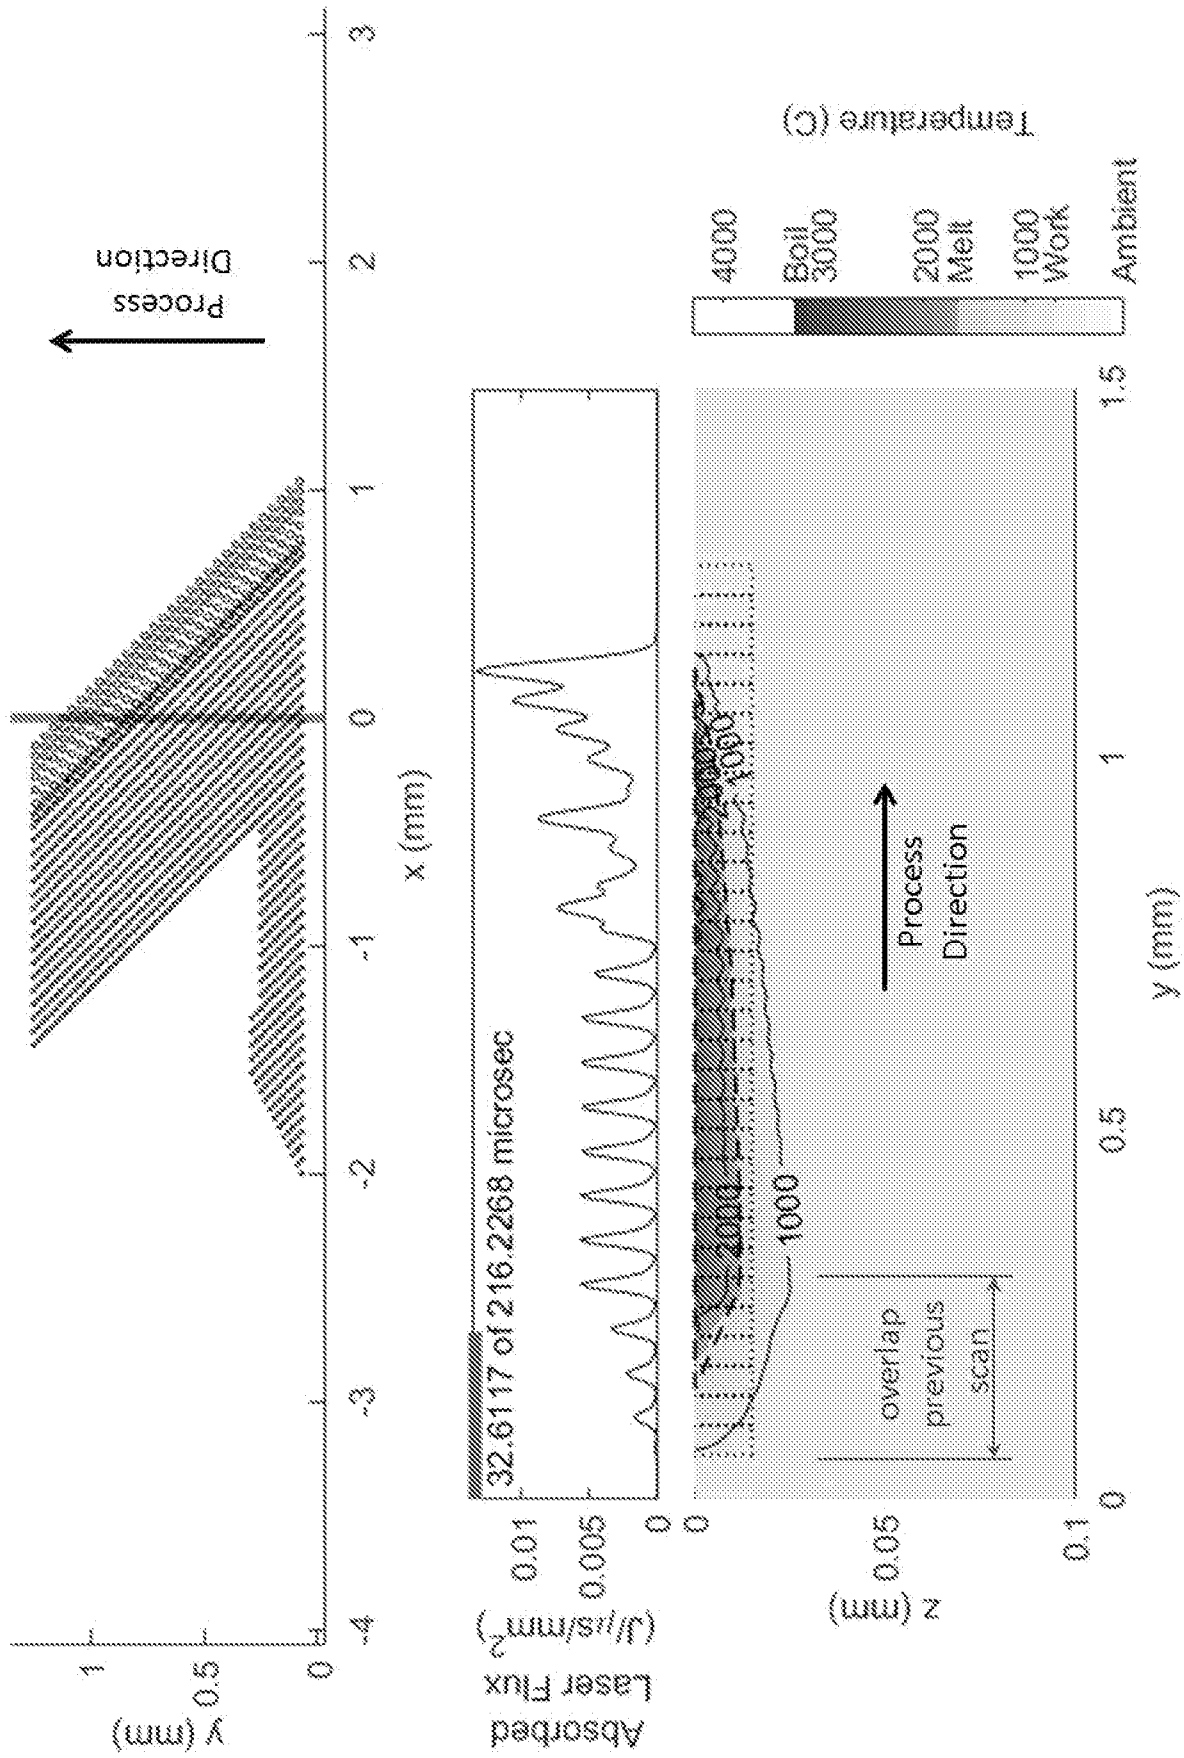 y (mm)
1
0.5
0
-4
-3
-2
-1
0
1
2
3
x (mm)
Process
Direction
Absorbed
Laser Flux
(J/μs/mm2)
0.01
0.005
0
32.6117 of 216.2268 microsec
z (mm)
0
0.05
0.1
2000
1000
2000
1000
overlap
previous
scan
Process
Direction
0
0.5
1
1.5
y (mm)
4000
Boil
3000
2000
Melt
1000
Work
Ambient
Temperature (C)